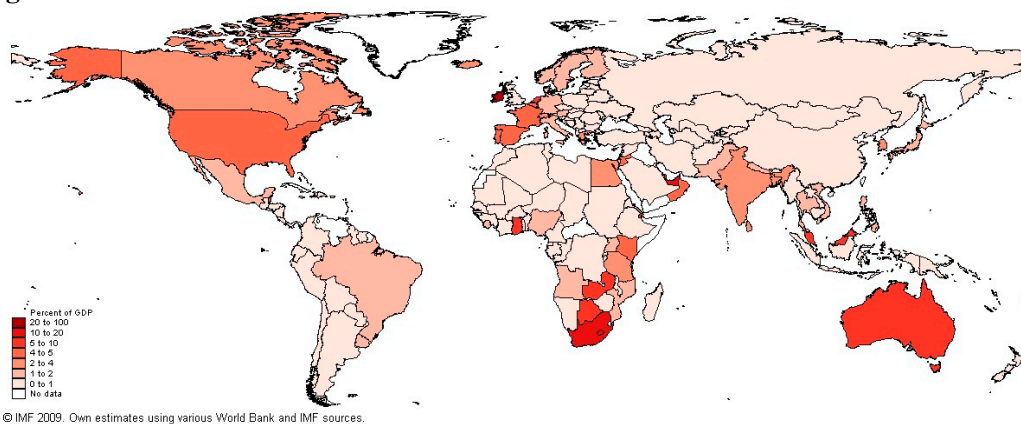 Percent of GDP
20 to 100
10 to 20
5 to 10
4 to 5
2 to 4
1 to 2
0 to 1
No data
© IMF 2009. Own estimates using various World Bank and IMF sources.